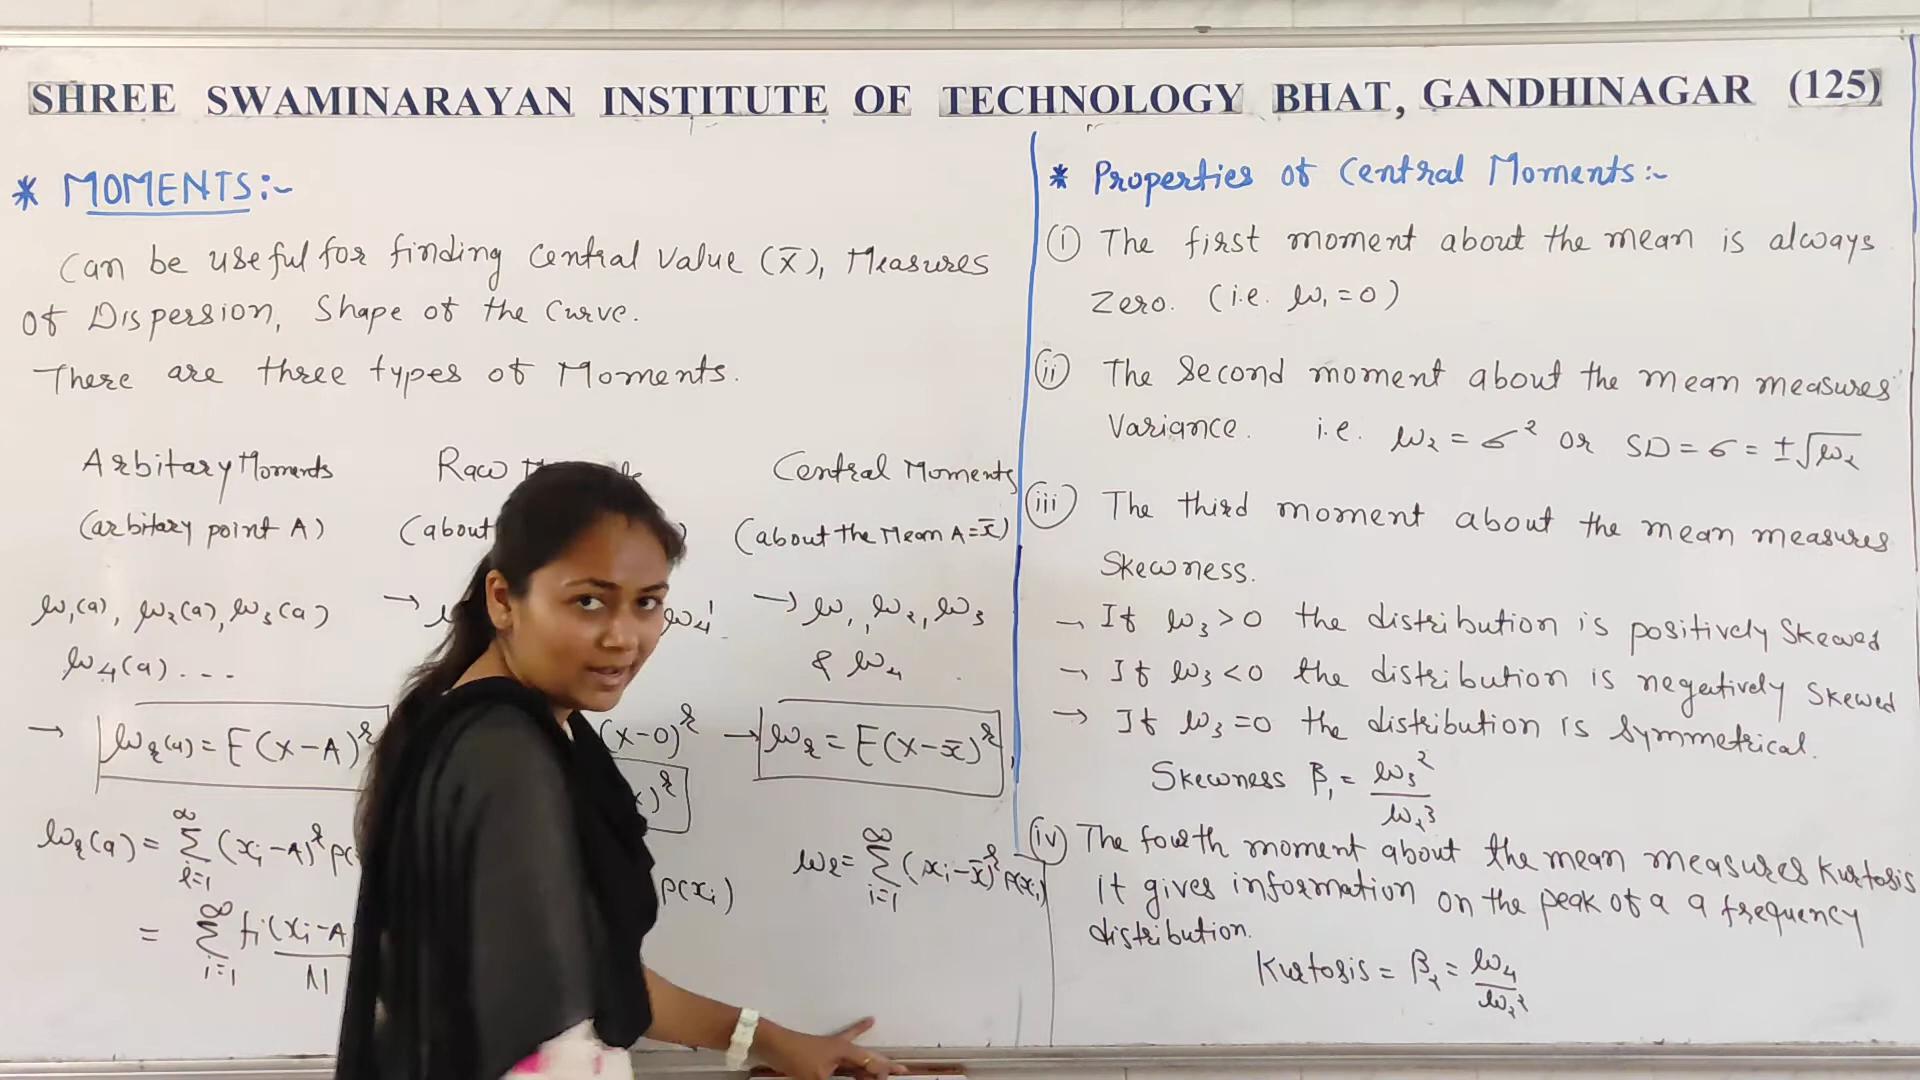 SHREE SWAMINARAYAN INSTITUTE OF TECHNOLOGY BHAT, GANDHINAGAR (125)
* MOMENTS:-
Can be useful for finding Central Value (x̄), Measures
of Dispersion, Shape of the Curve.
There are three types of Moments.
Arbitary Moments
(arbitary point A)
μ₁(a), μ₂(a), μ₃(a)
μ₄(a)...
→ μᵣ(a) = E(x-A)ʳ
μᵣ(a) = ∞ Σ i=1 (xᵢ-A)ʳ
= ∞ Σ i=1 fᵢ(xᵢ-A
N
Raw
(about
→
μ₄'
(x-0)ʳ
x)ʳ
p(xᵢ)
Central Moments
(about the Mean A=x̄)
→ μ₁, μ₂, μ₃
& μ₄
→ μᵣ = E(x-x̄)ʳ
μᵣ = ∞ Σ i=1 (xᵢ-x̄)ʳ p(xᵢ)
* Properties of Central Moments:-
(i) The first moment about the mean is always
Zero. (i.e. μ₁=0)
(ii) The Second moment about the mean measures
Variance. i.e. μ₂ = σ² or SD = σ = ±√μ₂
(iii) The third moment about the mean measures
Skewness.
→ If μ₃>0 the distribution is positively Skewed
→ If μ₃<0 the distribution is negatively Skewed
→ If μ₃=0 the distribution is Symmetrical.
Skewness β₁ = μ₃²/μ₂³
(iv) The fourth moment about the mean measures Kurtosis
it gives information on the peak of a a frequency
distribution.
Kurtosis = β₂ = μ₄/μ₂²